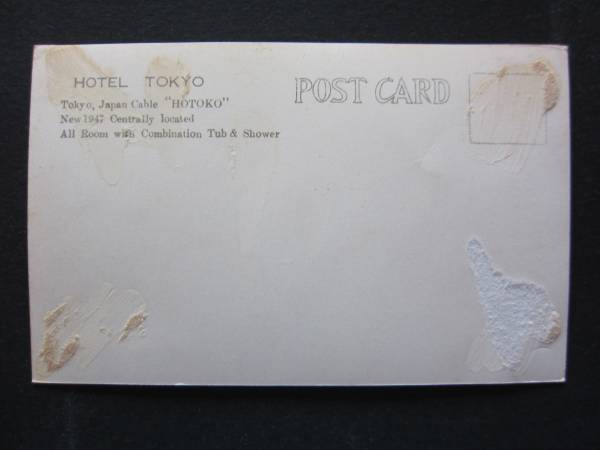 HOTEL TOKYO
Tokyo, Japan Cable "HOTOKO"
New 1947 Centrally located
All Room with Combination Tub & Shower
POST CARD